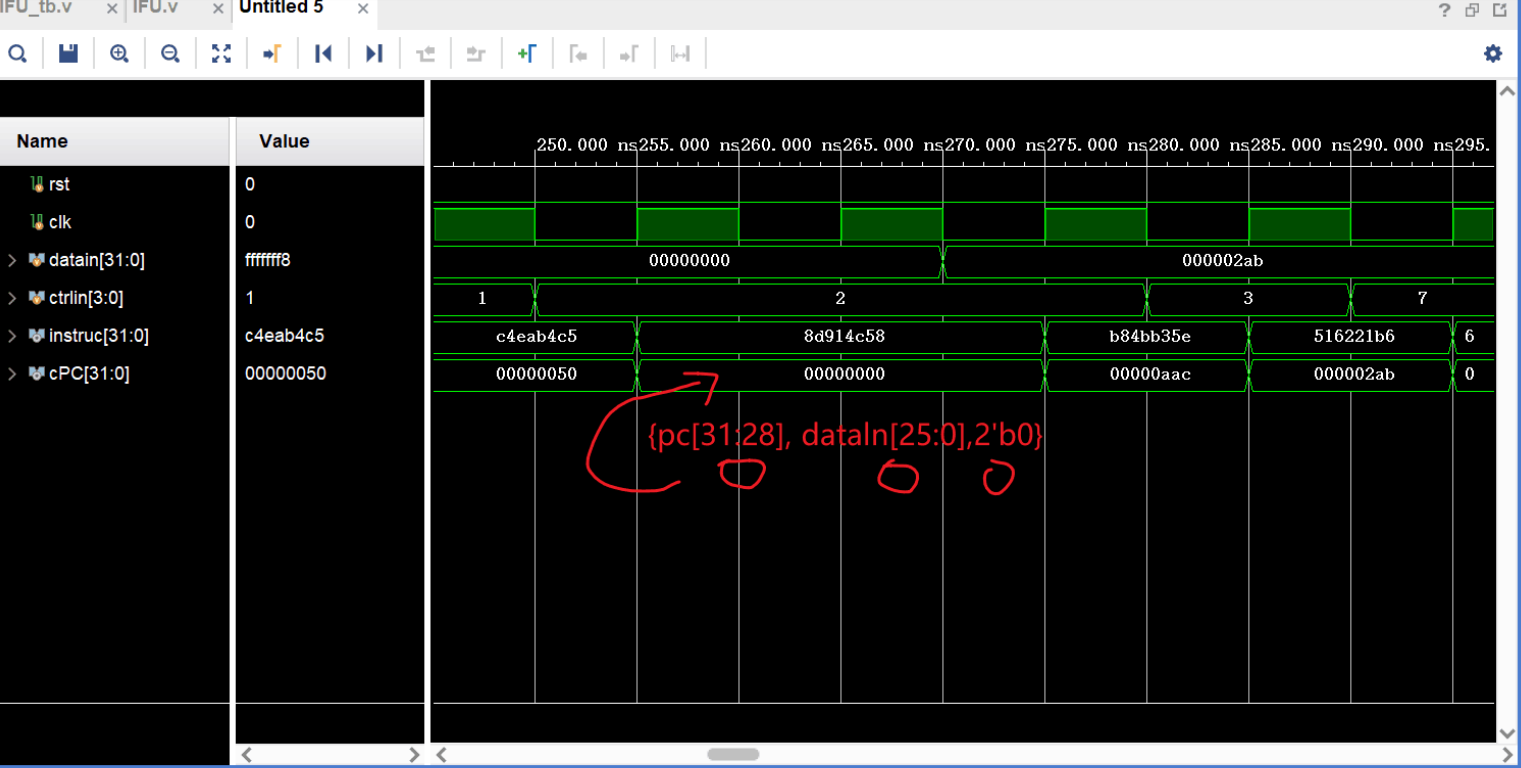 IFU_tb.v × IFU.v × Untitled 5 ×
Name Value
250.000 ns 255.000 ns 260.000 ns 265.000 ns 270.000 ns 275.000 ns 280.000 ns 285.000 ns 290.000 ns 295.
rst 0
clk 0
datain[31:0] fffffff8 00000000 000002ab
ctrlin[3:0] 1 1 2 3 7
instruc[31:0] c4eab4c5 c4eab4c5 8d914c58 b84bb35e 516221b6 6
cPC[31:0] 00000050 00000050 00000000 00000aac 000002ab 0
{pc[31:28], dataIn[25:0],2'b0}